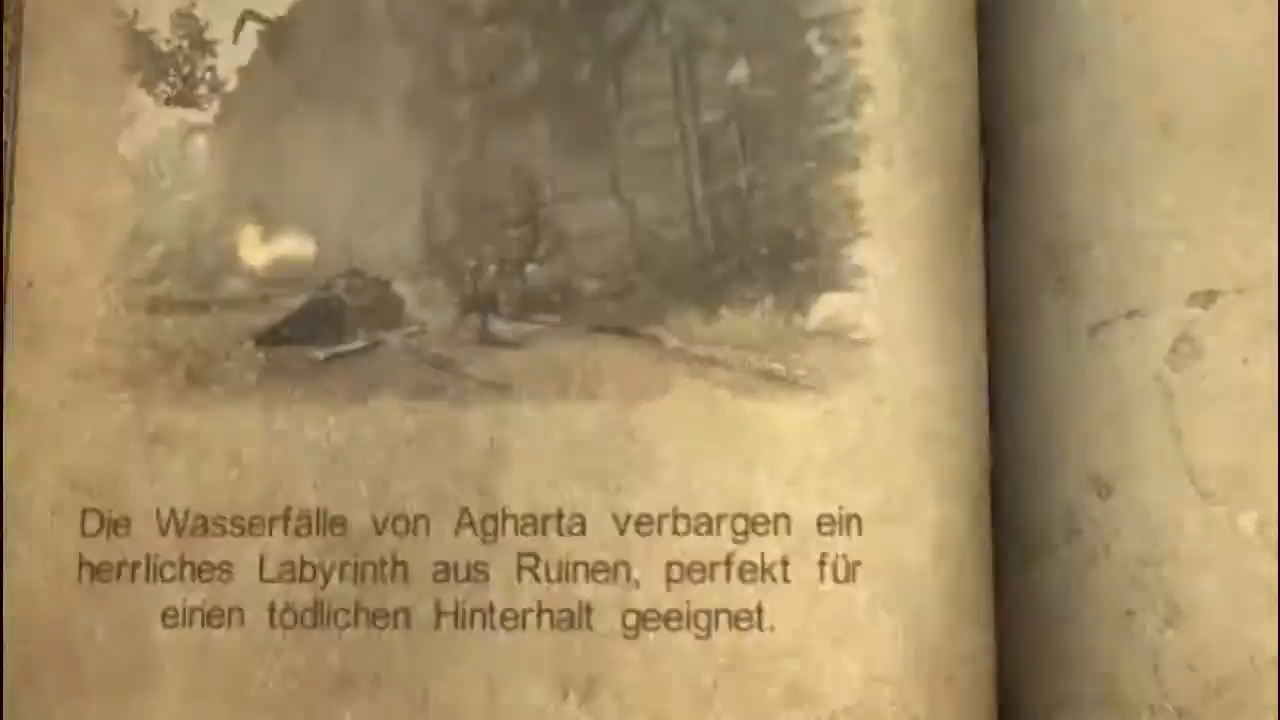 Die Wasserfälle von Agharta verbargen ein
herrliches Labyrinth aus Ruinen, perfekt für
einen tödlichen Hinterhalt geeignet.